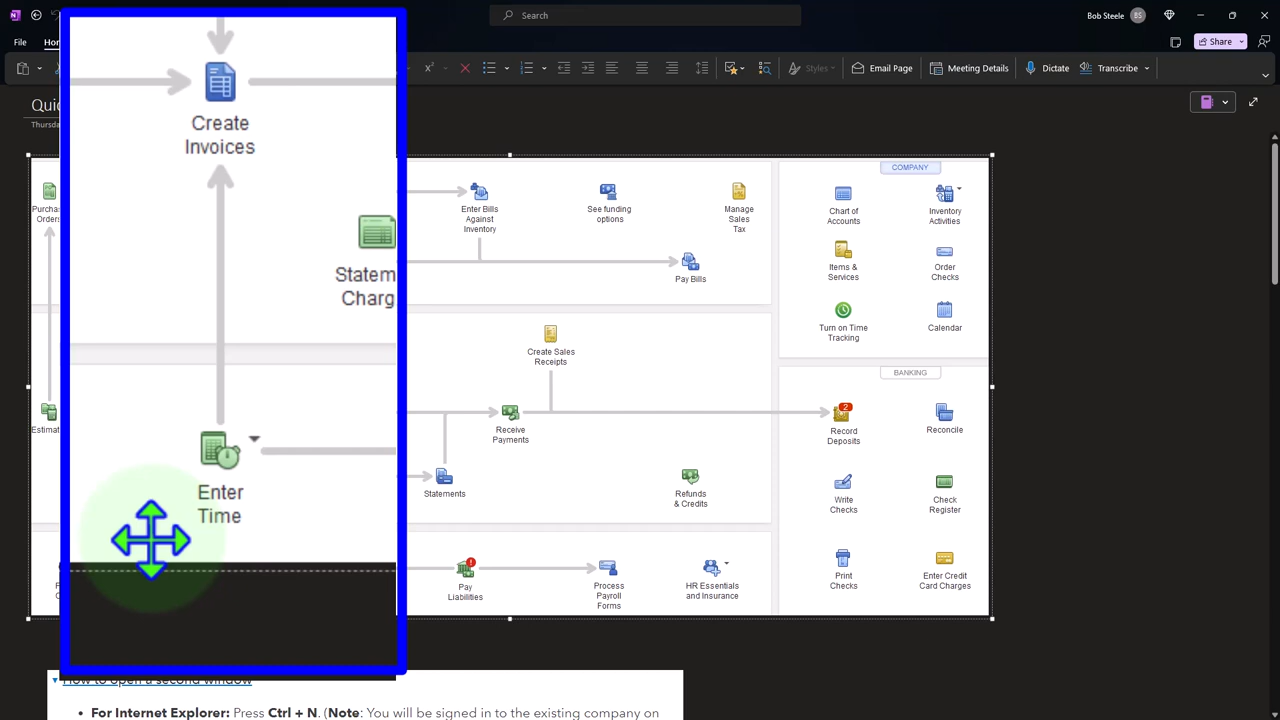 Search
Bob Steele
BS
File
Share
Styles
Email Page
Meeting Details
Dictate
Transcribe
Create
Invoices
Enter
Time
Enter Bills
Against
Inventory
See funding
options
Manage
Sales
Tax
Pay Bills
Create Sales
Receipts
Receive
Payments
Statements
Refunds
& Credits
Pay
Liabilities
Process
Payroll
Forms
HR Essentials
and Insurance
COMPANY
Chart of
Accounts
Inventory
Activities
Items &
Services
Order
Checks
Turn on Time
Tracking
Calendar
BANKING
2
Record
Deposits
Reconcile
Write
Checks
Check
Register
Print
Checks
Enter Credit
Card Charges
How to open a second window
• For Internet Explorer: Press Ctrl + N. (Note: You will be signed in to the existing company on